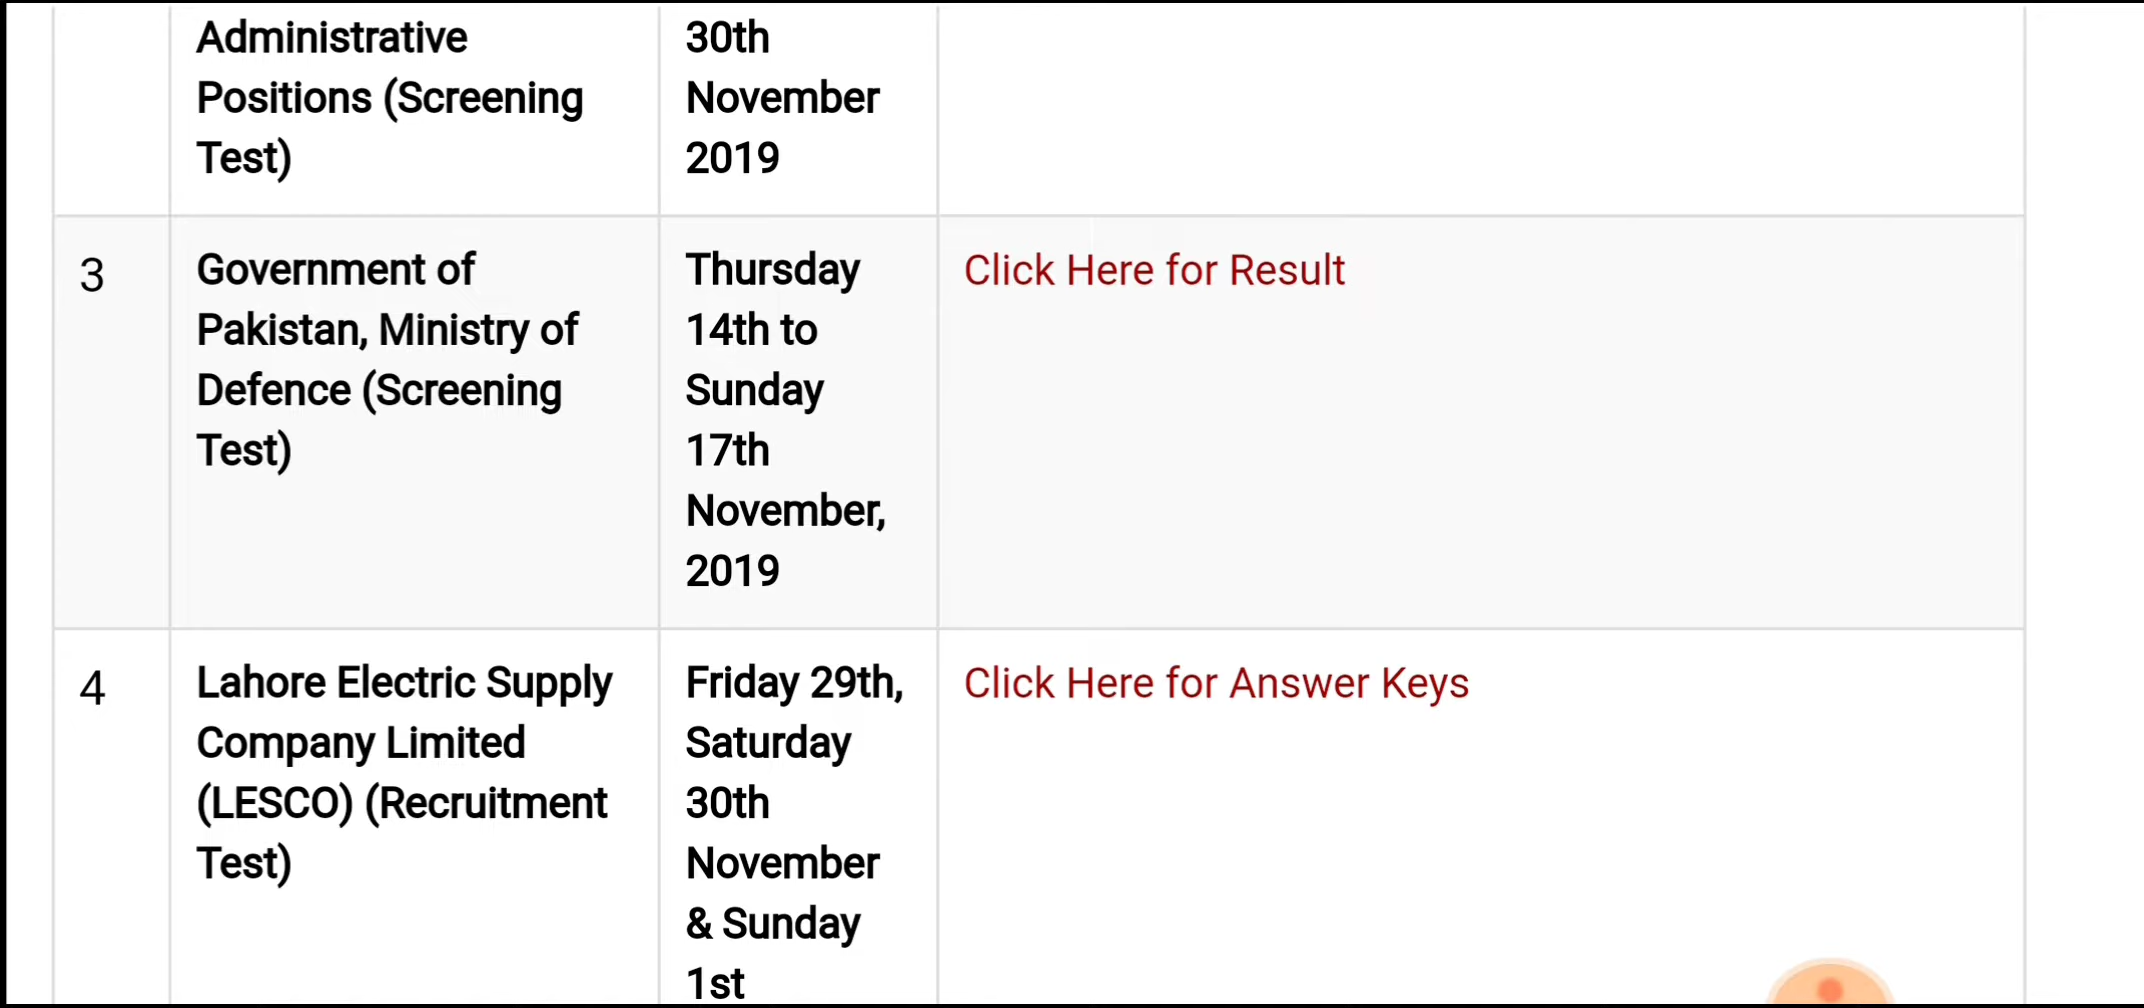 Administrative
Positions (Screening
Test)
30th
November
2019
3
Government of
Pakistan, Ministry of
Defence (Screening
Test)
Thursday
14th to
Sunday
17th
November,
2019
Click Here for Result
4
Lahore Electric Supply
Company Limited
(LESCO) (Recruitment
Test)
Friday 29th,
Saturday
30th
November
& Sunday
1st
Click Here for Answer Keys